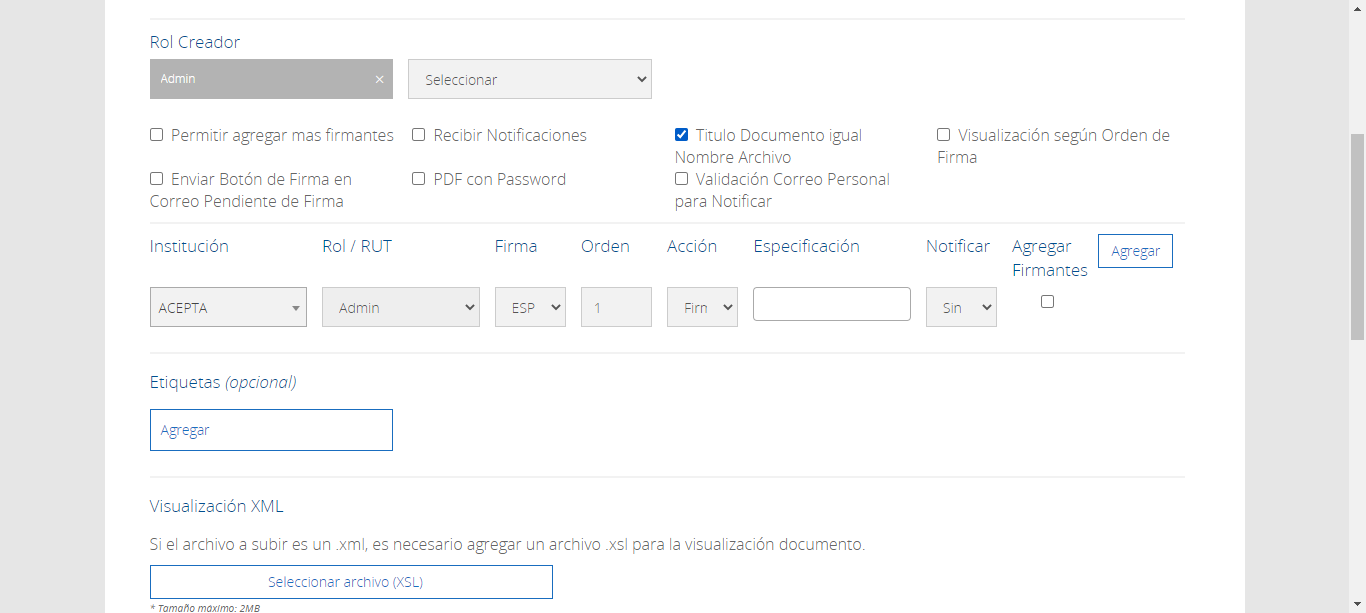 Rol Creador
Admin ×
Seleccionar
Permitir agregar mas firmantes
Recibir Notificaciones
Titulo Documento igual
Nombre Archivo
Visualización según Orden de
Firma
Enviar Botón de Firma en
Correo Pendiente de Firma
PDF con Password
Validación Correo Personal
para Notificar
Institución Rol / RUT Firma Orden Acción Especificación Notificar Agregar
Firmantes
Agregar
ACEPTA Admin ESP 1 Firn Sin
Etiquetas (opcional)
Agregar
Visualización XML
Si el archivo a subir es un .xml, es necesario agregar un archivo .xsl para la visualización documento.
Seleccionar archivo (XSL)
* Tamaño máximo: 2MB